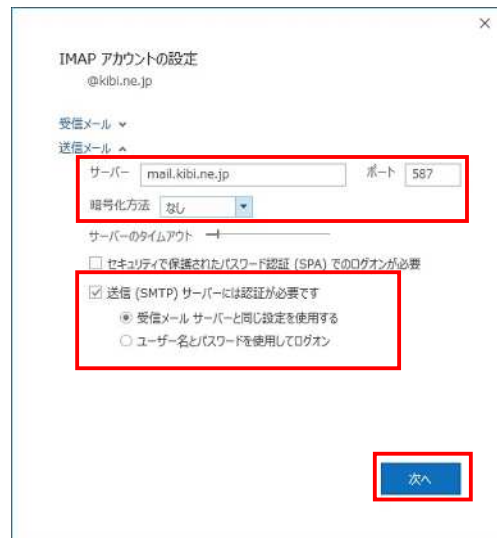 IMAP アカウントの設定
@kibi.ne.jp
受信メール
送信メール
サーバー mail.kibi.ne.jp ポート 587
暗号化方法 なし
サーバーのタイムアウト
セキュリティで保護されたパスワード認証 (SPA) でのログオンが必要
送信 (SMTP) サーバーには認証が必要です
受信メール サーバーと同じ設定を使用する
ユーザー名とパスワードを使用してログオン
次へ